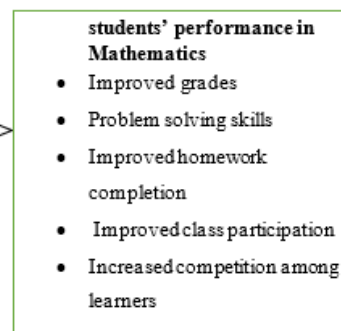 students’ performance in
Mathematics
• Improved grades
• Problem solving skills
• Improved homework
completion
• Improved class participation
• Increased competition among
learners